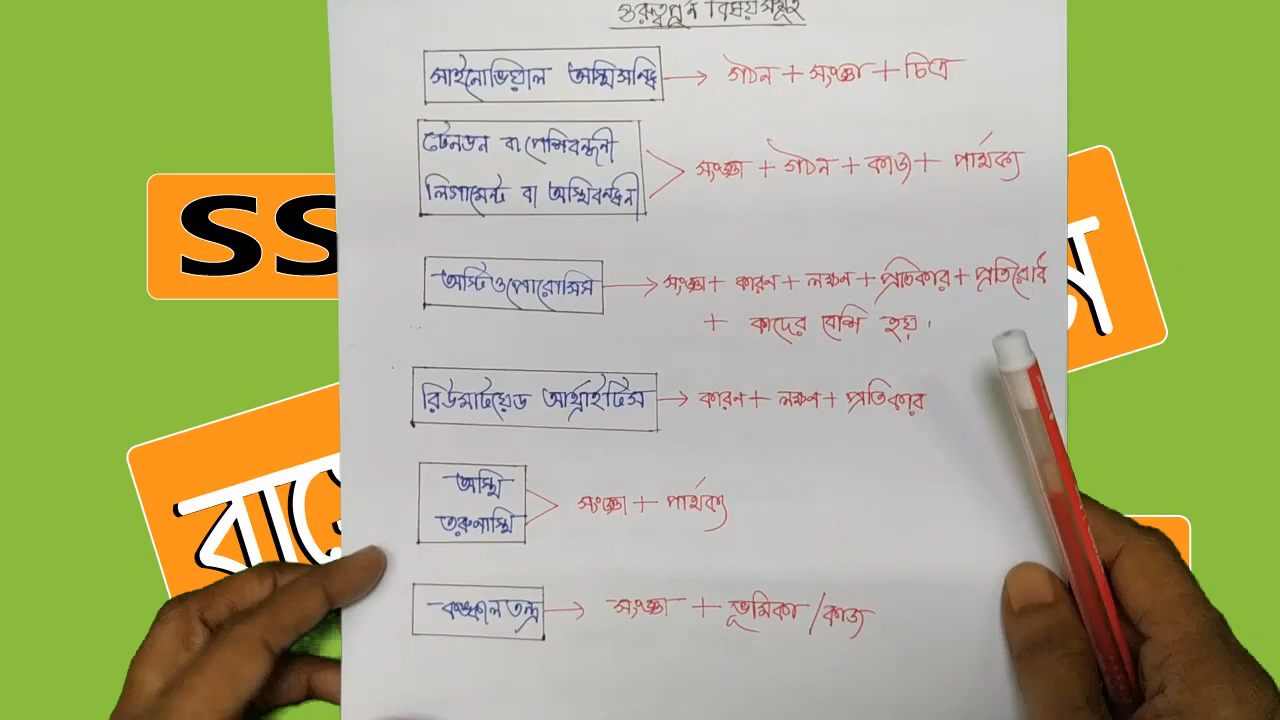 গুরুত্বপূর্ন বিষয়সমূহ
সাইনোভিয়াল অস্থিসন্ধি → গঠন + সংজ্ঞা + চিত্র
টেনডন বা পেশিবন্ধনী
লিগামেন্ট বা অস্থিবন্ধনী
সংজ্ঞা + গঠন + কাজ + পার্থক্য
অস্টিওপোরোসিস → সংজ্ঞা + কারণ + লক্ষণ + প্রতিকার + প্রতিরোধ
+ কাদের বেশি হয়।
রিউমাটয়েড আর্থ্রাইটিস → কারণ + লক্ষণ + প্রতিকার
অস্থি
তরুণাস্থি
সংজ্ঞা + পার্থক্য
কঙ্কালতন্ত্র → সংজ্ঞা + ভূমিকা/কাজ
SS